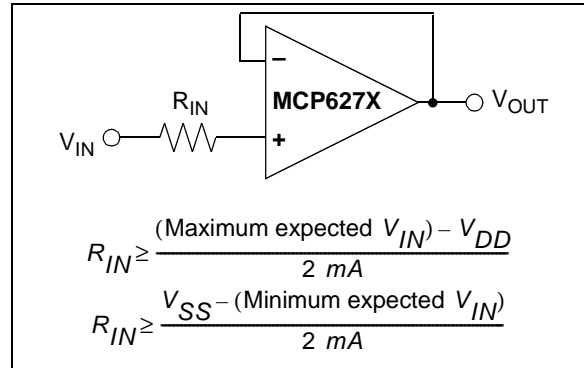 –
MCP627X
R_IN
V_OUT
V_IN
+
R_IN ≥ (Maximum expected V_IN) – V_DD / 2 mA
R_IN ≥ V_SS – (Minimum expected V_IN) / 2 mA